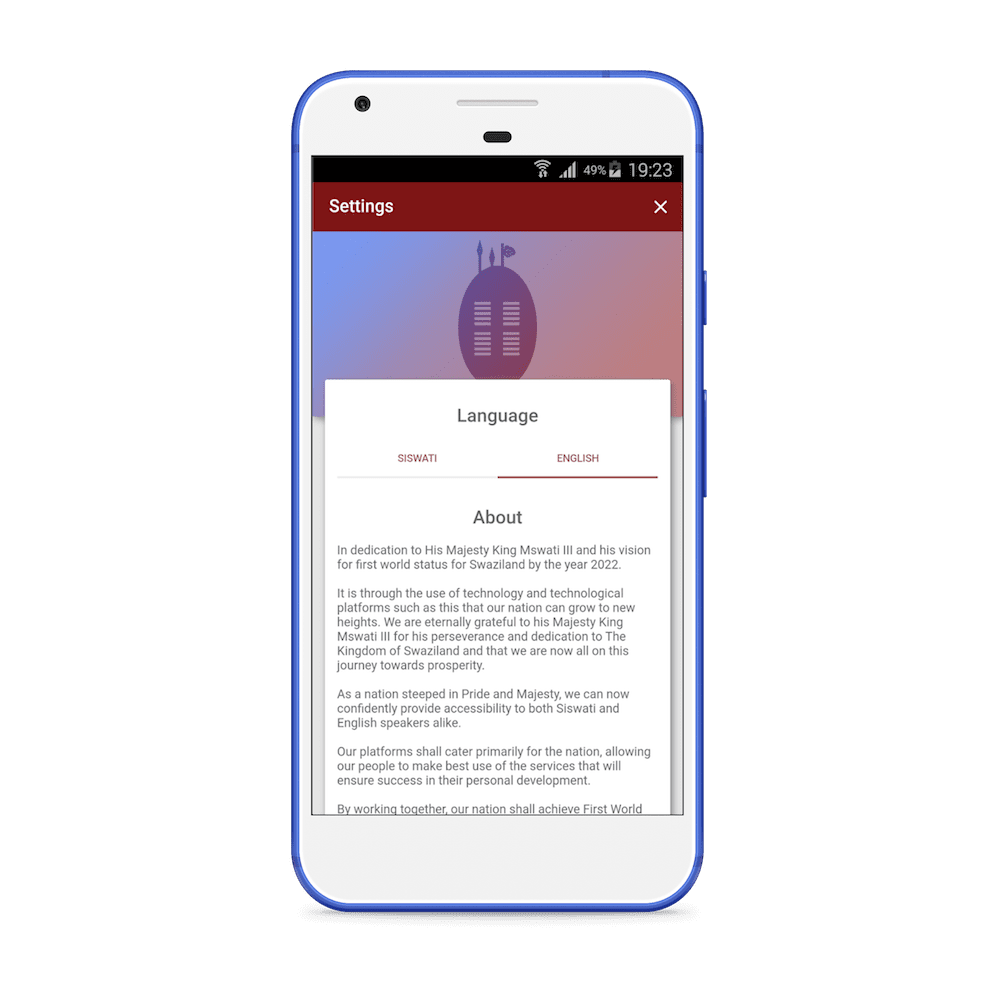 49% 19:23
Settings
Language
SISWATI ENGLISH
About
In dedication to His Majesty King Mswati III and his vision
for first world status for Swaziland by the year 2022.
It is through the use of technology and technological
platforms such as this that our nation can grow to new
heights. We are eternally grateful to his Majesty King
Mswati III for his perseverance and dedication to The
Kingdom of Swaziland and that we are now all on this
journey towards prosperity.
As a nation steeped in Pride and Majesty, we can now
confidently provide accessibility to both Siswati and
English speakers alike.
Our platforms shall cater primarily for the nation, allowing
our people to make best use of the services that will
ensure success in their personal development.
By working together, our nation shall achieve First World